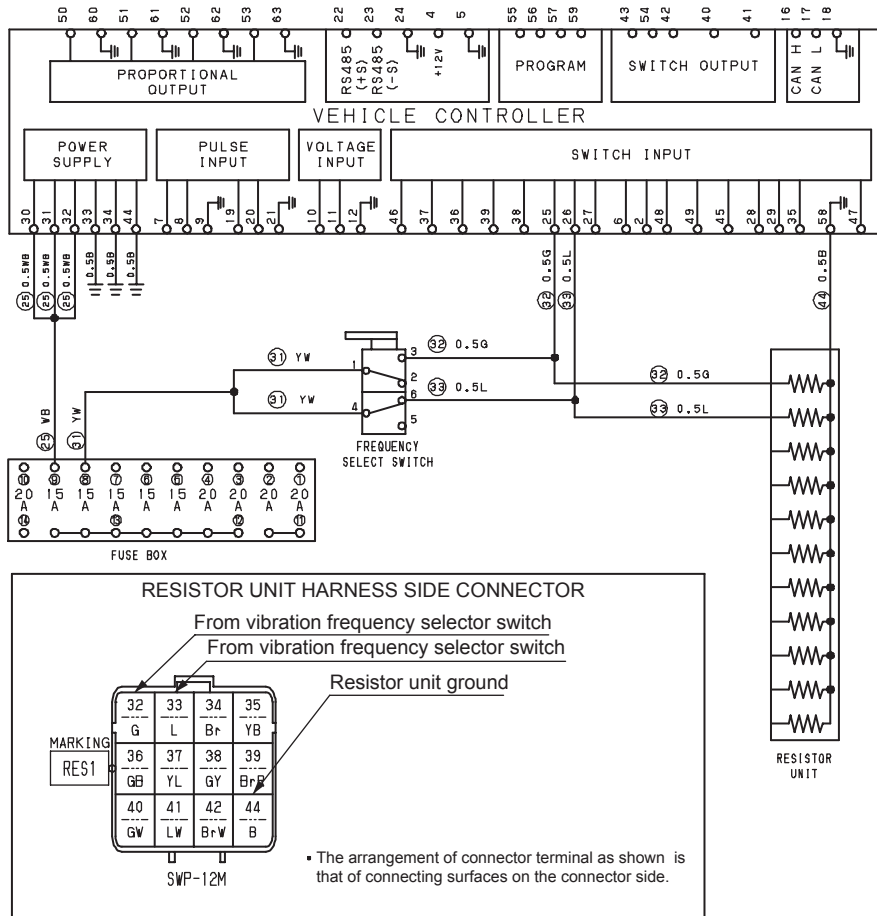 50 60 51 61 52 62 53 63 22 23 24 4 5 55 56 57 59 43 54 42 40 41 16 17 18
PROPORTIONAL
OUTPUT
RS485
(+S)
RS485
(-S)
+12V
PROGRAM
SWITCH OUTPUT
CAN H
CAN L
VEHICLE CONTROLLER
POWER
SUPPLY
PULSE
INPUT
VOLTAGE
INPUT
SWITCH INPUT
30 31 32 33 34 44 7 8 9 19 20 21 10 11 12 46 37 36 39 38 25 26 27 6 2 48 49 45 28 29 35 58 47
25 0.5WB
25 0.5WB
25 0.5WB
0.5B
0.5B
0.5B
32 0.5G
33 0.5L
44 0.5B
31 YW
31 YW
1 3 2
4 6 5
32 0.5G
33 0.5L
32 0.5G
33 0.5L
FREQUENCY
SELECT SWITCH
25 WB
31 YW
20 15 15 15 15 15 20 20 20 20
A A A A A A A A A A
14 13 12 11
FUSE BOX
RESISTOR
UNIT
RESISTOR UNIT HARNESS SIDE CONNECTOR
From vibration frequency selector switch
From vibration frequency selector switch
Resistor unit ground
MARKING
RES1
32 33 34 35
G L Br YB
36 37 38 39
GB YL GY BrB
40 41 42 44
GW LW BrW B
SWP-12M
▪ The arrangement of connector terminal as shown is
that of connecting surfaces on the connector side.